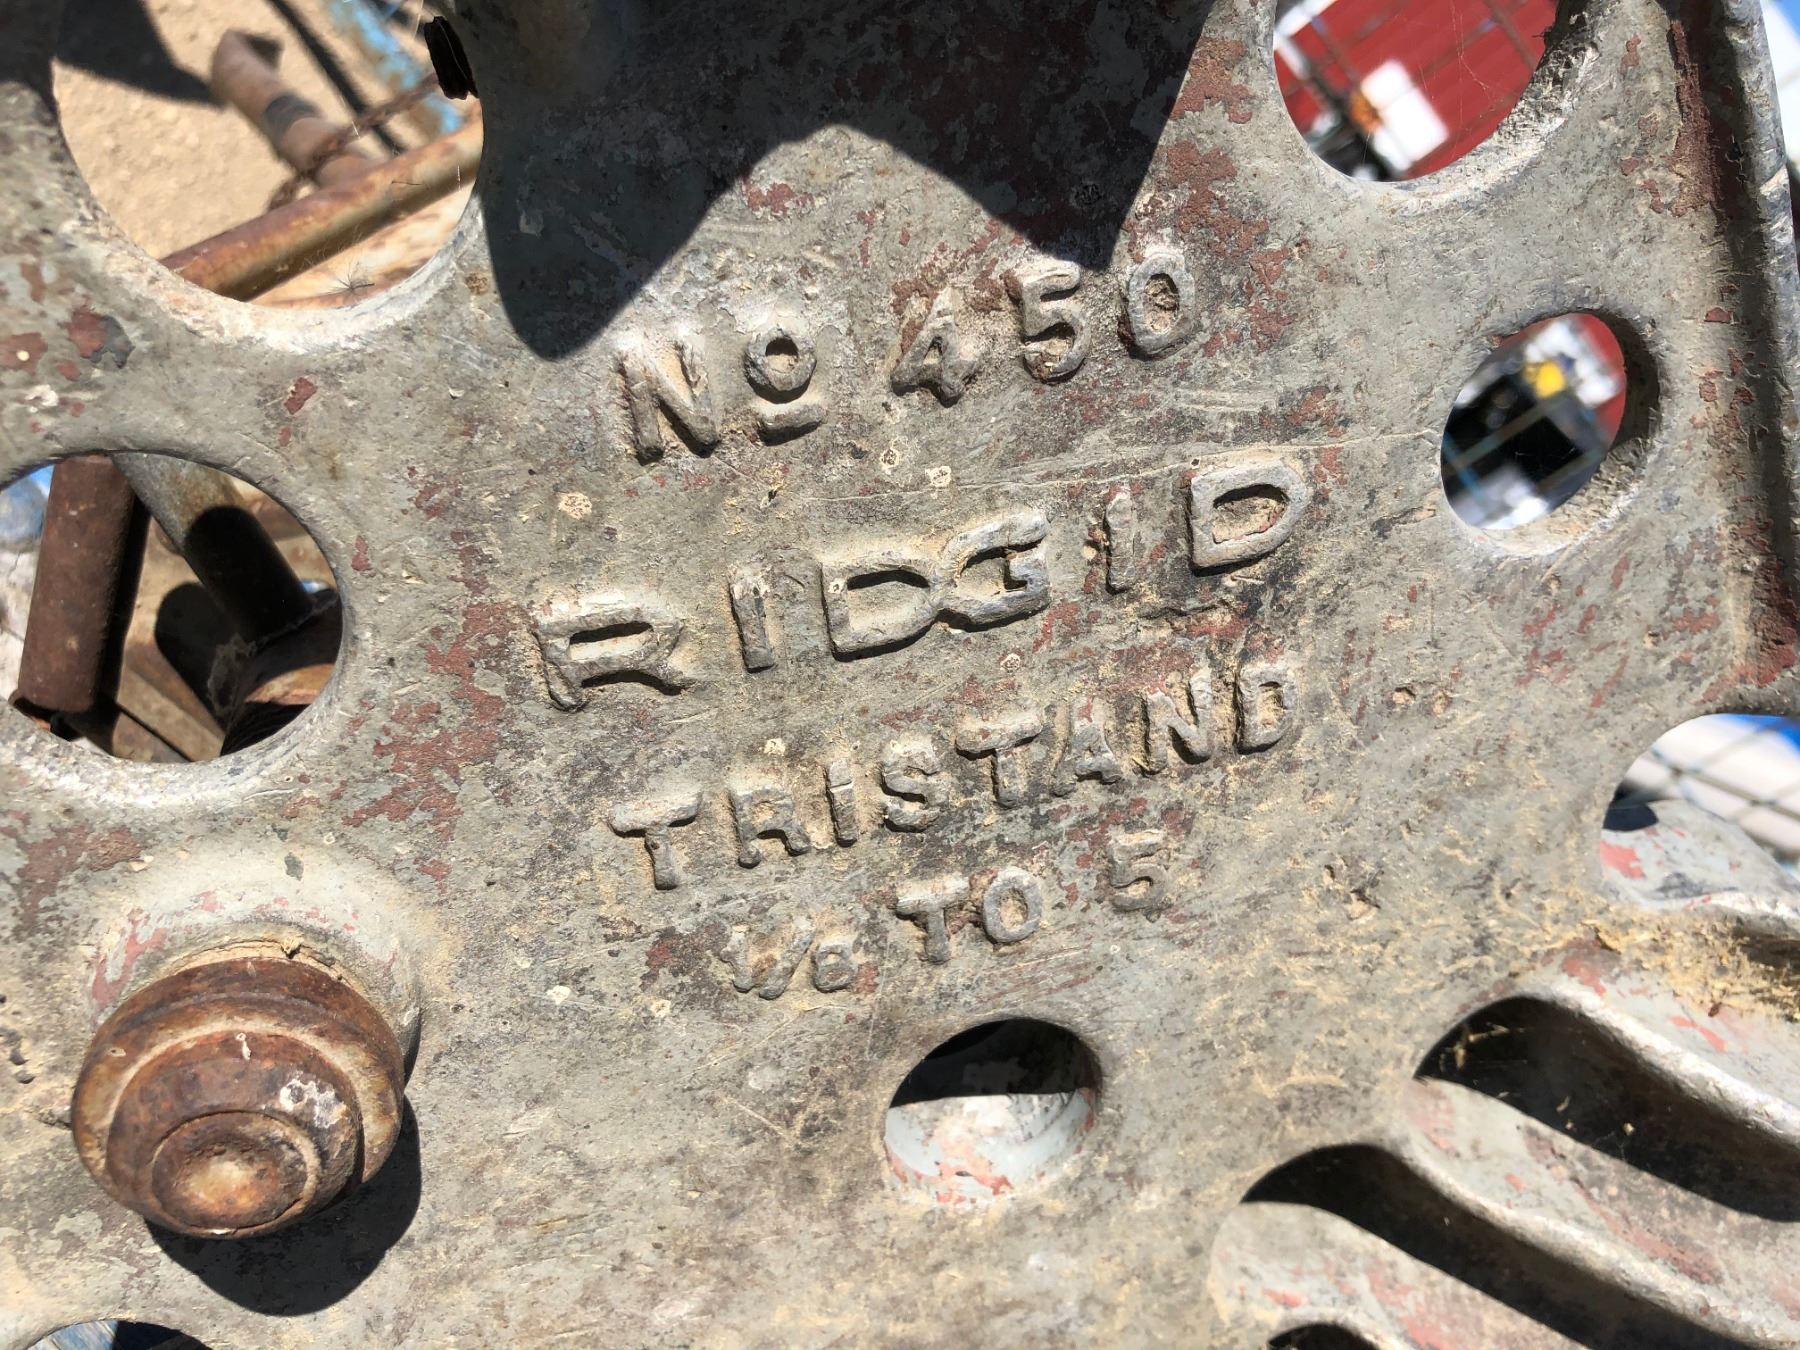 Nº 450
RIDGID
TRISTAND
1/8 TO 5